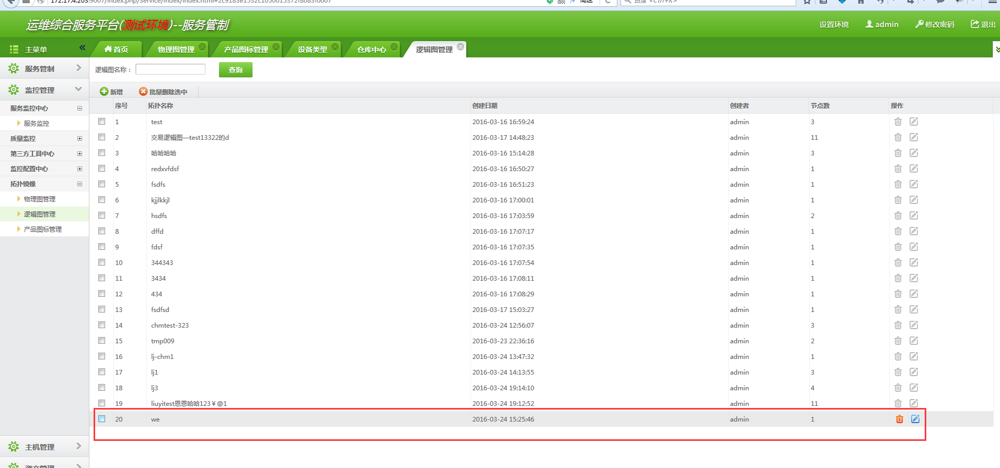 172.17.4.203:9007/index.php/Service/Index/index.html#2c9183e1532c1050015372f8083f0007
高速
百度 <Ctrl+K>
运维综合服务平台(测试环境)--服务管制
设置环境 admin 修改密码 退出
主菜单
首页 物理图管理 产品图标管理 设备类型 仓库中心 逻辑图管理
服务管制
监控管理
服务监控中心
服务监控
质量监控
第三方工具中心
监控配置中心
拓扑镜像
物理图管理
逻辑图管理
产品图标管理
主机管理
逻辑图名称： 查询
新增 批量删除选中
序号 拓扑名称 创建日期 创建者 节点数 操作
1 test 2016-03-16 16:59:24 admin 3
2 交易逻辑图—test13322的d 2016-03-17 14:48:23 admin 11
3 哈哈哈哈 2016-03-16 15:14:28 admin 3
4 redxvfdsf 2016-03-16 16:50:27 admin 1
5 fsdfs 2016-03-16 16:51:23 admin 1
6 kjjlkkjl 2016-03-16 17:00:01 admin 1
7 hsdfs 2016-03-16 17:03:59 admin 2
8 dffd 2016-03-16 17:07:17 admin 1
9 fdsf 2016-03-16 17:07:35 admin 1
10 344343 2016-03-16 17:07:54 admin 1
11 3434 2016-03-16 17:08:11 admin 1
12 434 2016-03-16 17:08:29 admin 1
13 fsdfsd 2016-03-17 15:03:27 admin 1
14 chmtest-323 2016-03-24 12:56:07 admin 3
15 tmp009 2016-03-23 22:36:16 admin 2
16 lj-chm1 2016-03-24 13:47:32 admin 1
17 lj1 2016-03-24 14:13:55 admin 3
18 lj3 2016-03-24 19:14:10 admin 4
19 liuyitest恩恩哈哈123￥@1 2016-03-24 19:12:52 admin 11
20 we 2016-03-24 15:25:46 admin 1